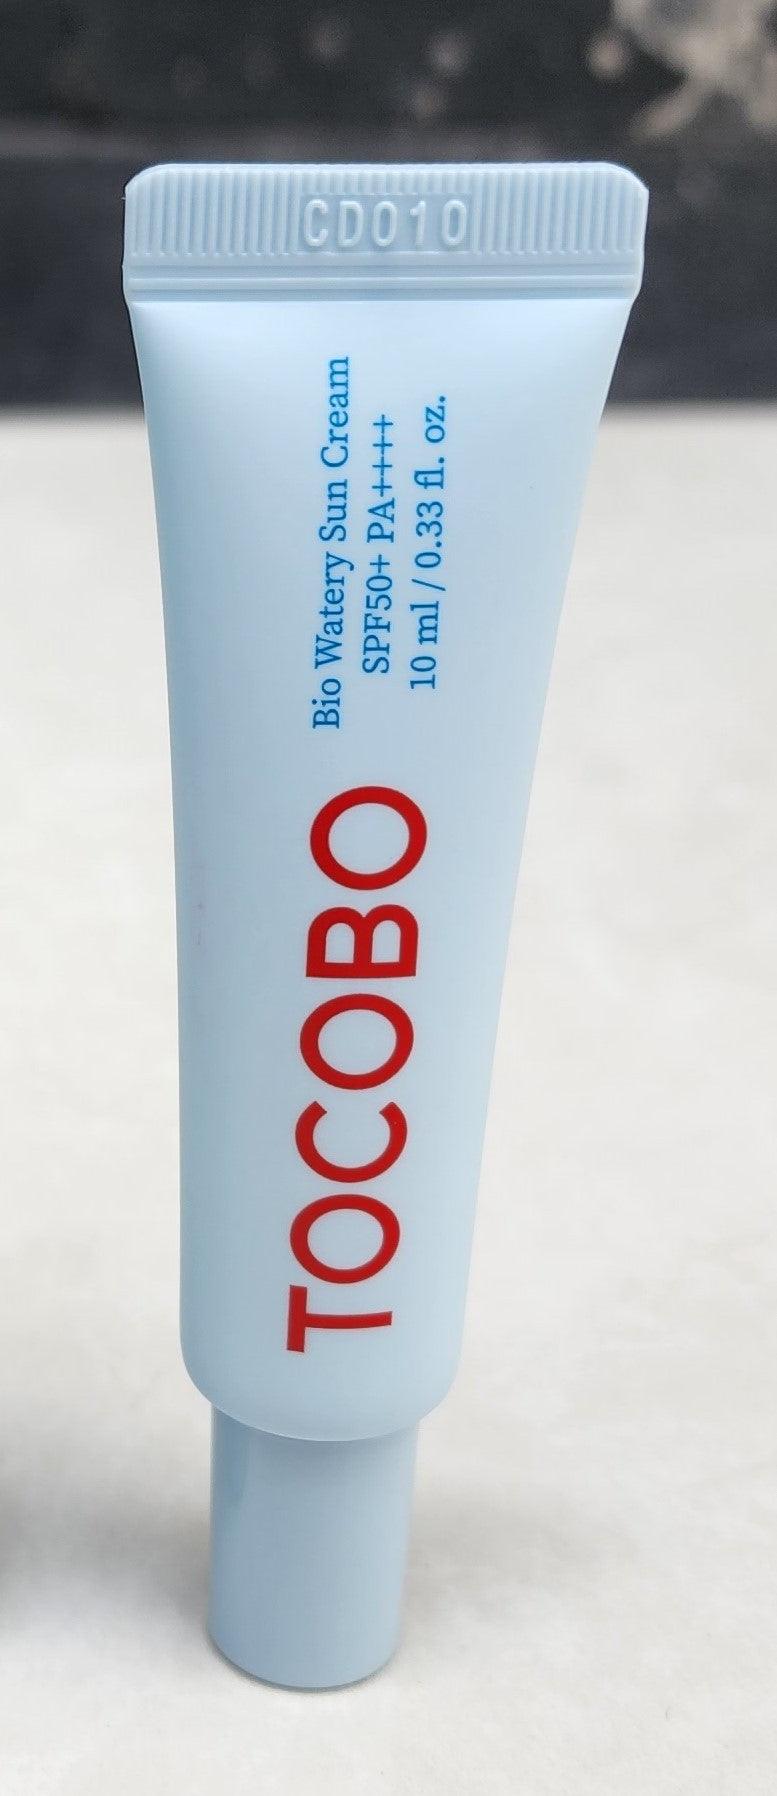 CD010
Bio Watery Sun Cream
SPF50+ PA++++
10 ml / 0.33 fl. oz.
TOCOBO